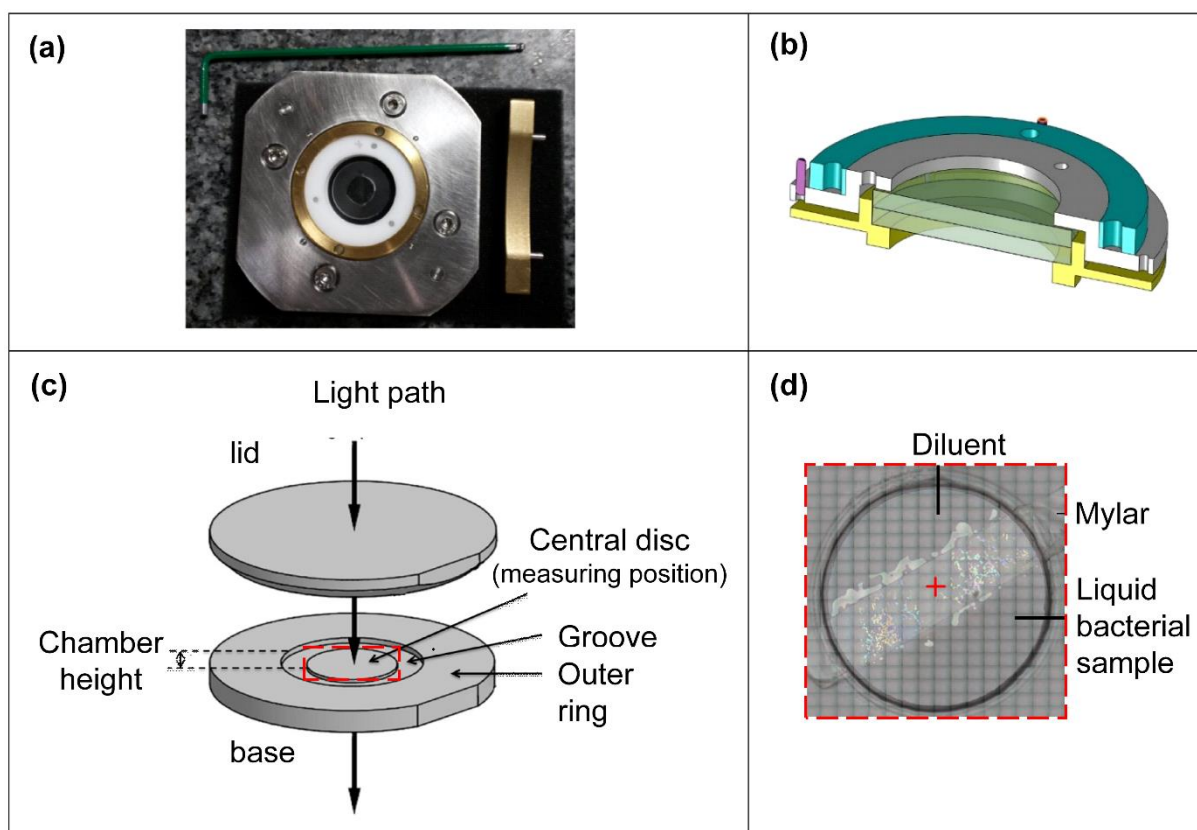 (a)
(b)
(c)
Light path
lid
Central disc
(measuring position)
Chamber
height
Groove
Outer
ring
base
(d)
Diluent
Mylar
Liquid
bacterial
sample